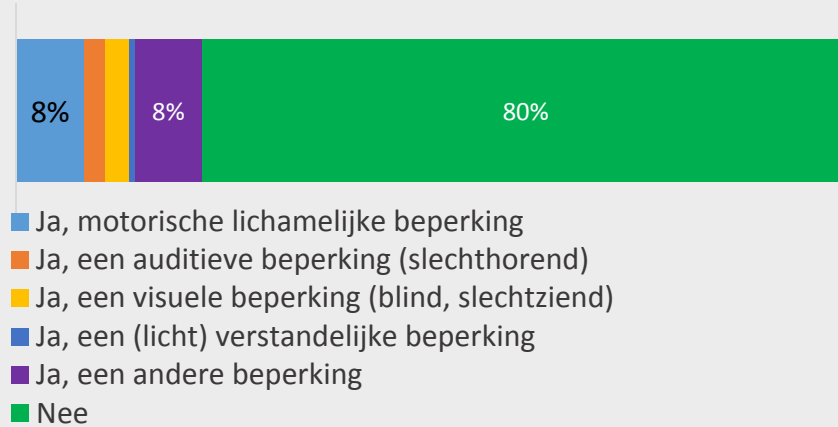 8% 8% 80%
Ja, motorische lichamelijke beperking
Ja, een auditieve beperking (slechthorend)
Ja, een visuele beperking (blind, slechtziend)
Ja, een (licht) verstandelijke beperking
Ja, een andere beperking
Nee